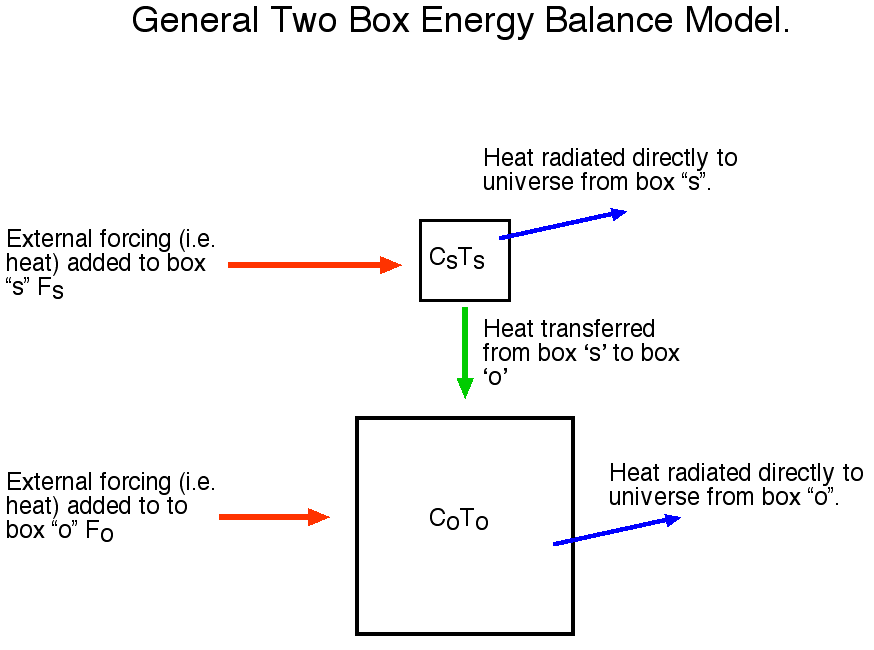 General Two Box Energy Balance Model.
Heat radiated directly to
universe from box “s”.
External forcing (i.e.
heat) added to box
“s” Fs
CsTs
Heat transferred
from box ‘s’ to box
‘o’
External forcing (i.e.
heat) added to to
box “o” Fo
CoTo
Heat radiated directly to
universe from box “o”.